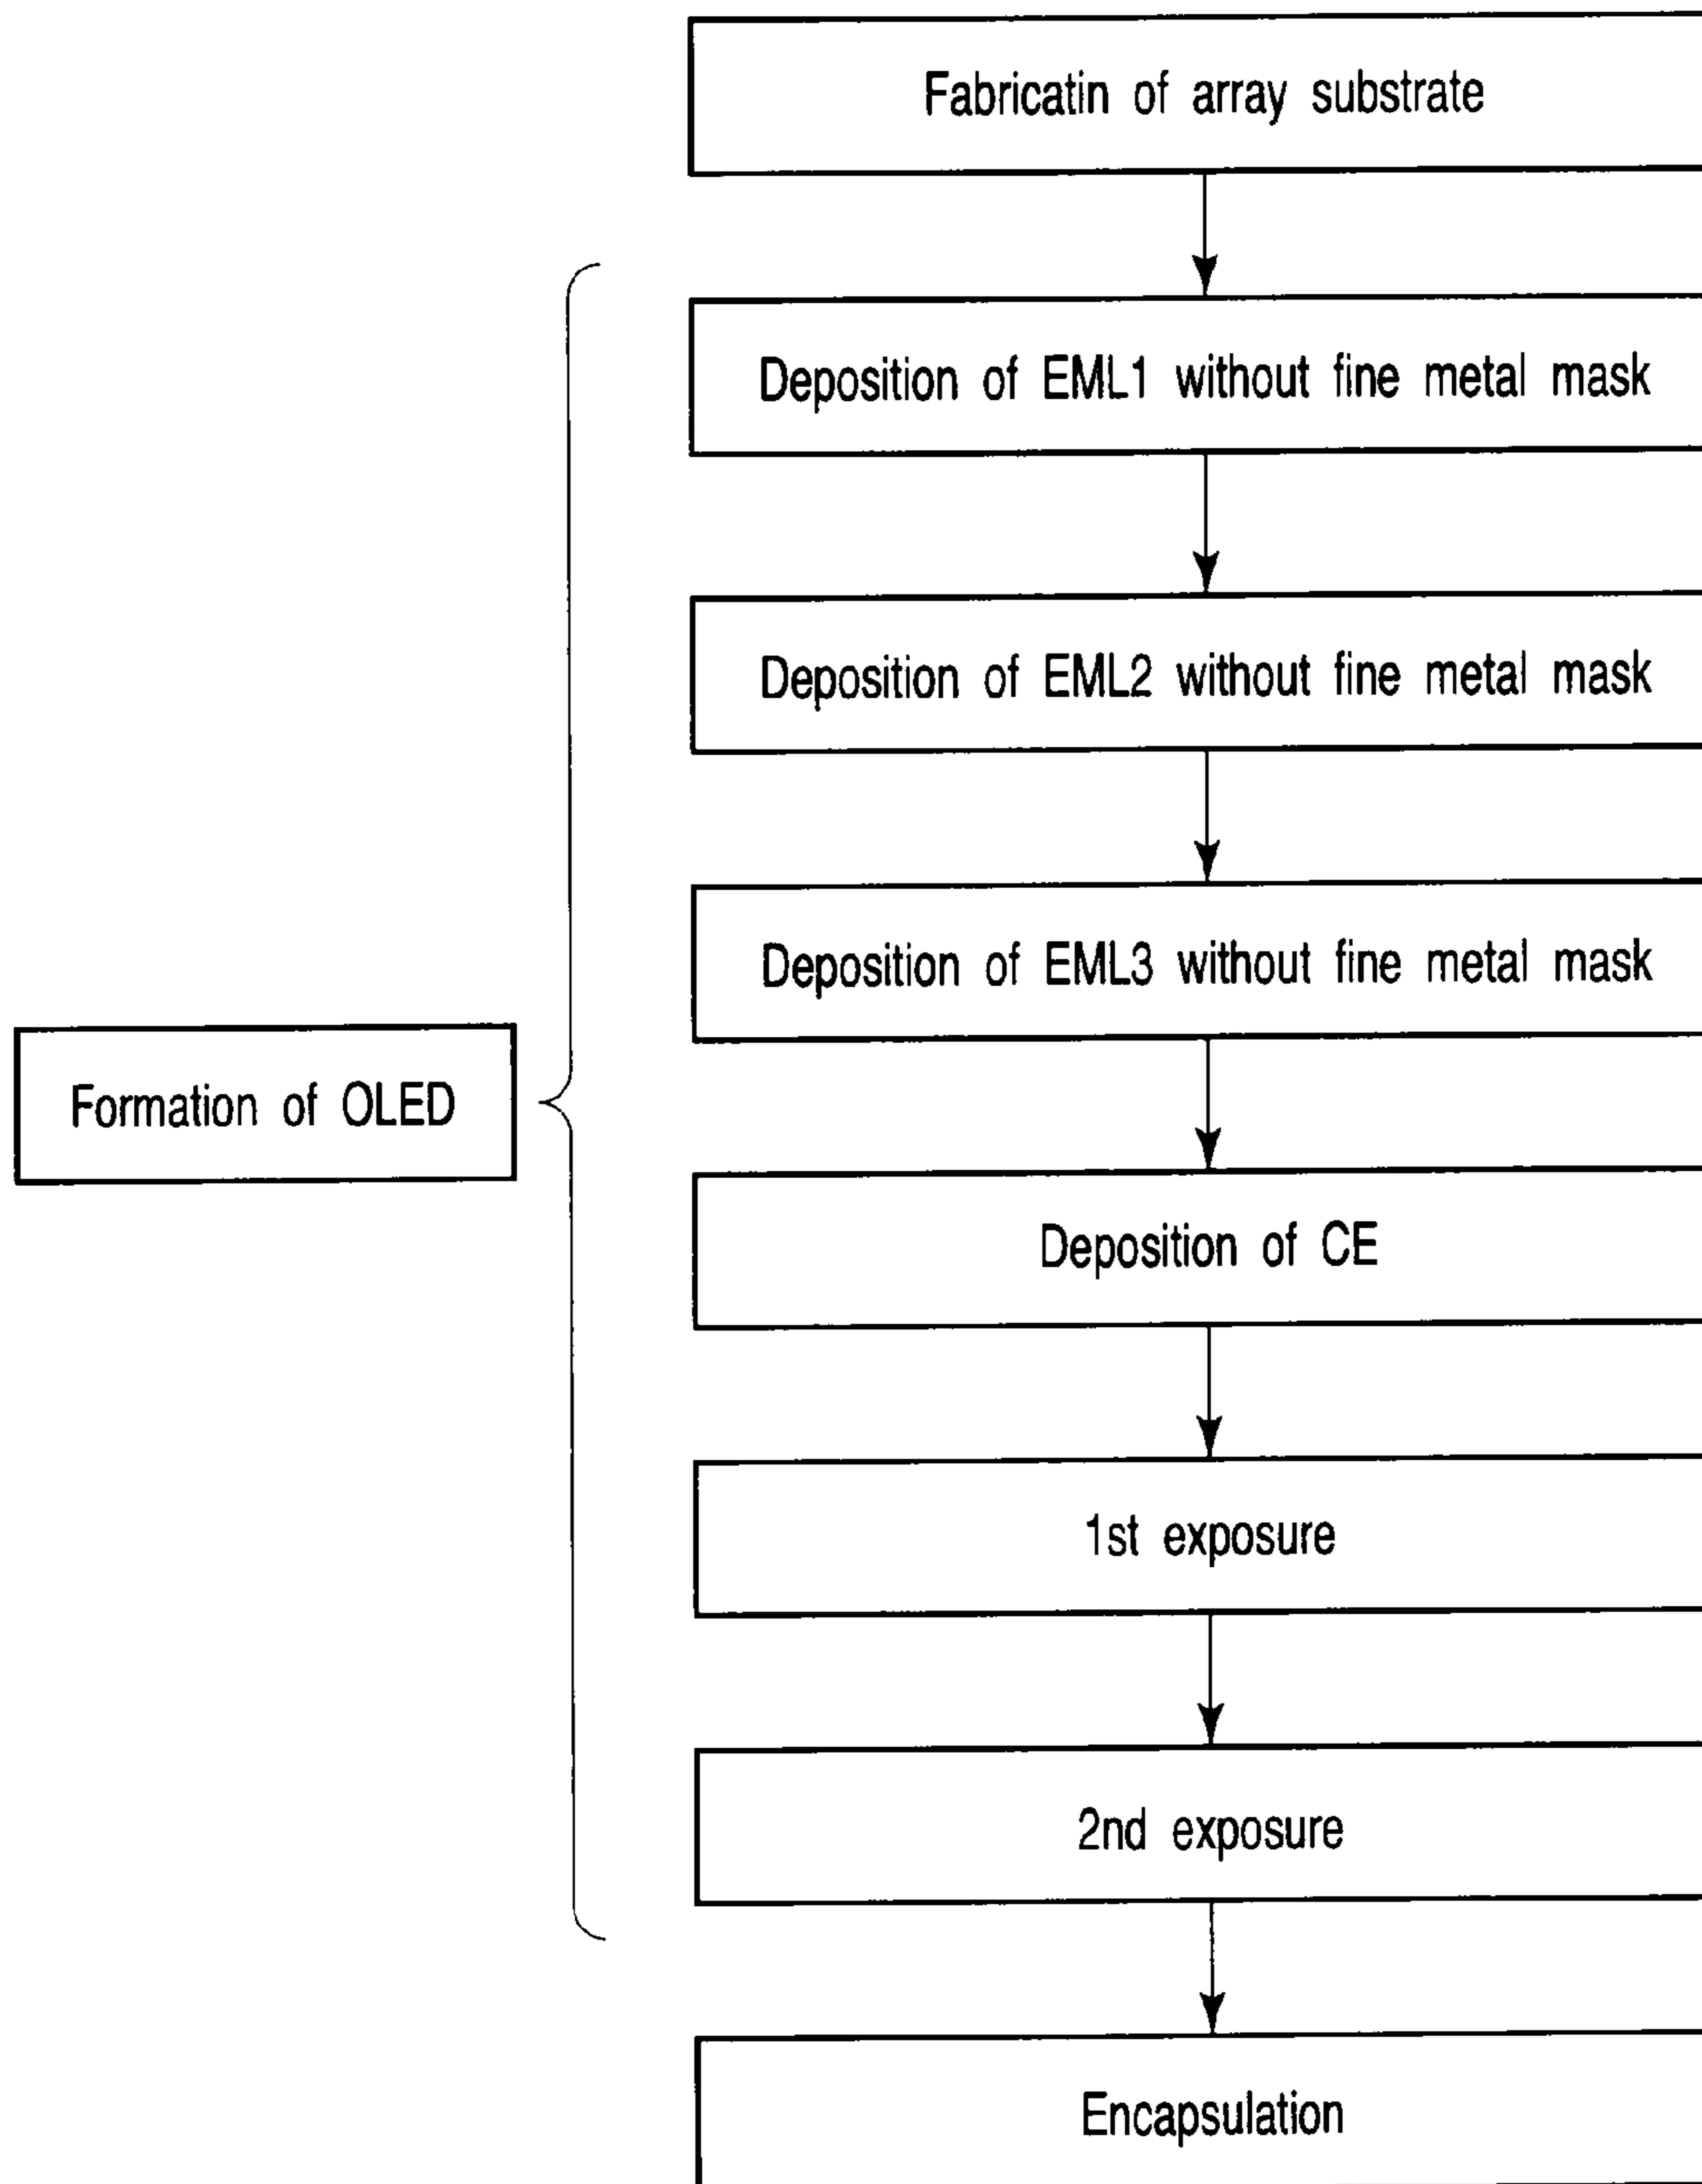 Fabricatin of array substrate
Deposition of EML1 without fine metal mask
Deposition of EML2 without fine metal mask
Deposition of EML3 without fine metal mask
Formation of OLED
Deposition of CE
1st exposure
2nd exposure
Encapsulation